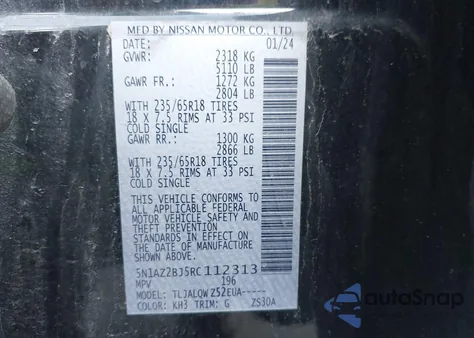 MFD BY NISSAN MOTOR CO., LTD.
DATE: 01/24
GVWR: 2318 KG
5110 LB
GAWR FR.: 1272 KG
2804 LB
WITH 235/65R18 TIRES
18 X 7.5 RIMS AT 33 PSI
COLD SINGLE
GAWR RR.: 1300 KG
2866 LB
WITH 235/65R18 TIRES
18 X 7.5 RIMS AT 33 PSI
COLD SINGLE
THIS VEHICLE CONFORMS TO
ALL APPLICABLE FEDERAL
MOTOR VEHICLE SAFETY AND
THEFT PROTECTION
STANDARDS IN EFFECT ON
THE DATE OF MANUFACTURE
SHOWN ABOVE.
5N1AZ2BJ5RC112313
MPV 196
MODEL: TLJALQWZ5ZEUA-----
COLOR: KH3 TRIM: G ZS30A
AutoSnap